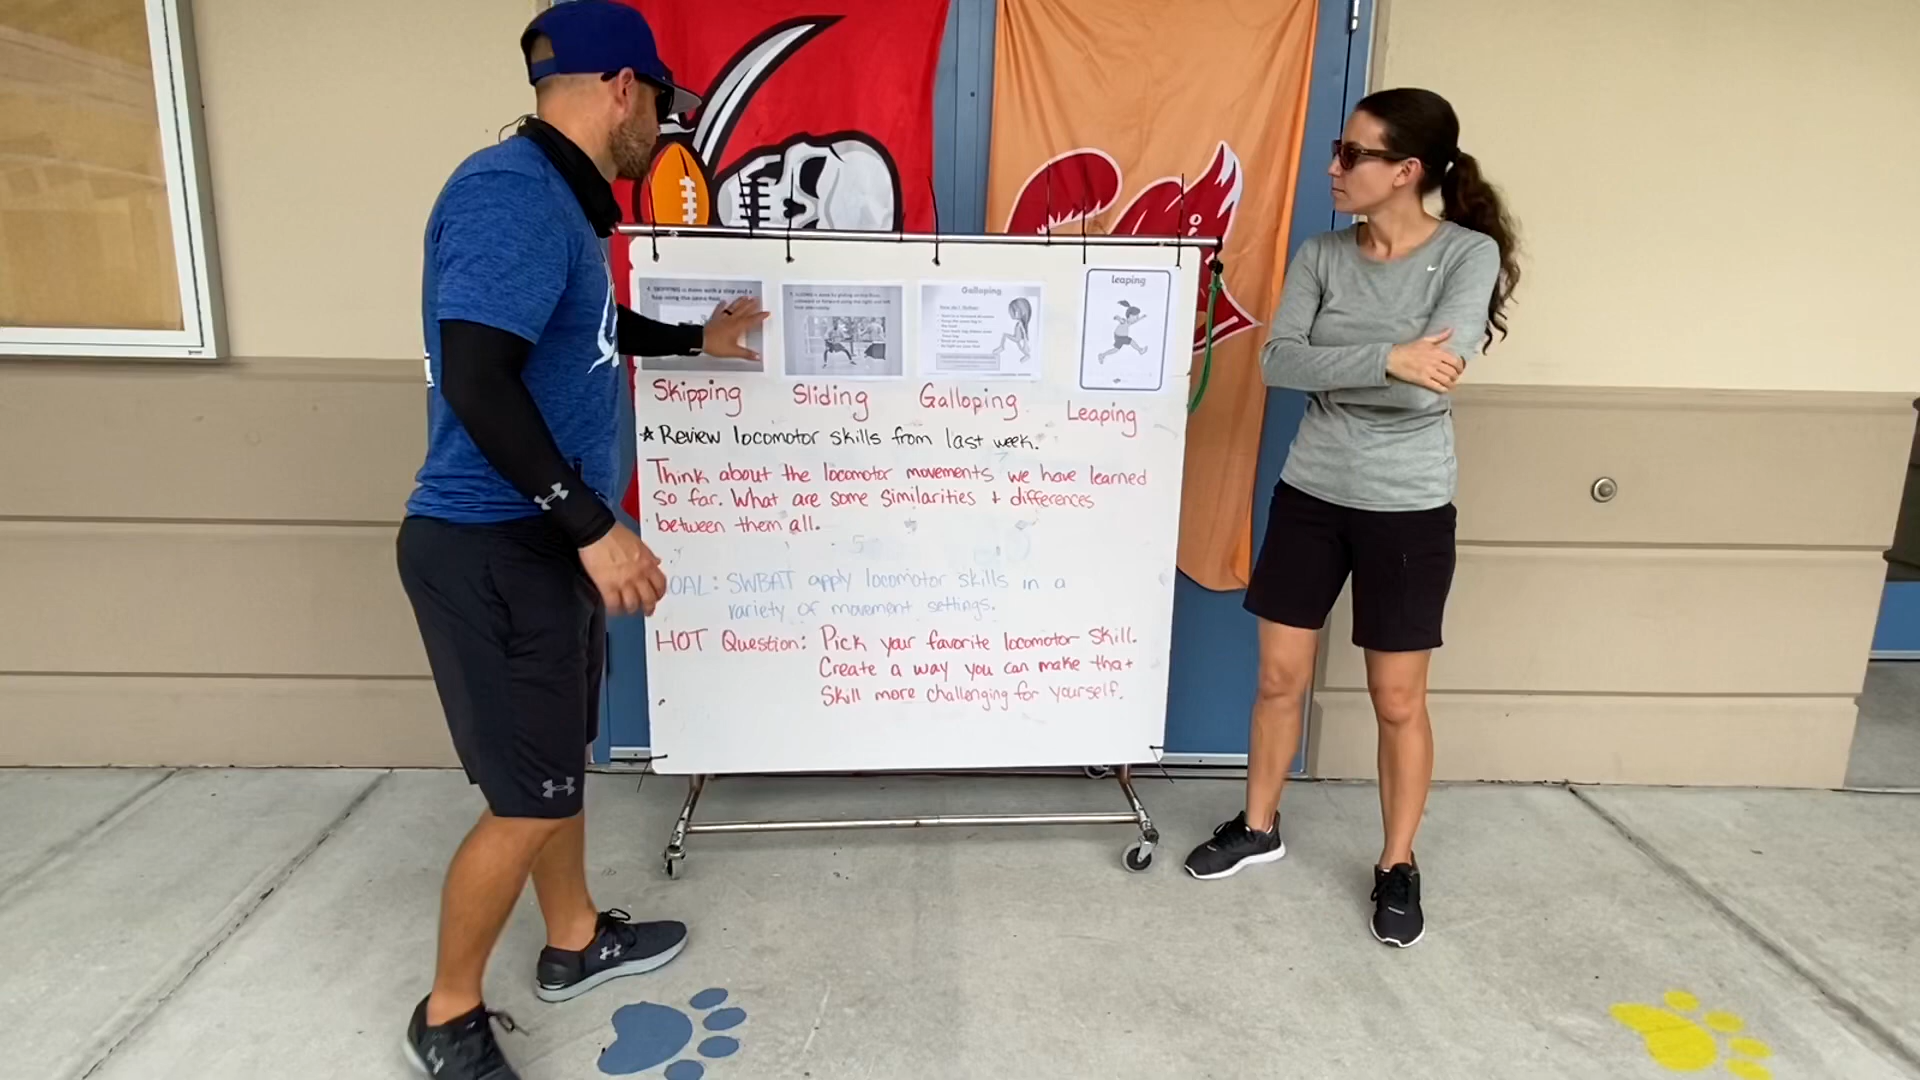 leaping
Galloping
Skipping Sliding Galloping Leaping
☆ Review locomotor skills from last week.
Think about the locomotor movements we have learned
so far. What are some similarities + differences
between them all.
OAL: SWBAT apply locomotor skills in a
variety of movement settings.
HOT Question: Pick your favorite locomotor skill.
Create a way you can make that
skill more challenging for yourself.